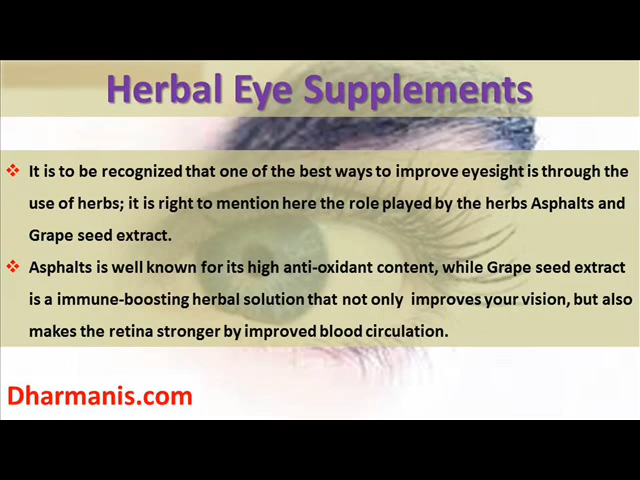 Herbal Eye Supplements
It is to be recognized that one of the best ways to improve eyesight is through the
use of herbs; it is right to mention here the role played by the herbs Asphalts and
Grape seed extract.
Asphalts is well known for its high anti-oxidant content, while Grape seed extract
is a immune-boosting herbal solution that not only improves your vision, but also
makes the retina stronger by improved blood circulation.
Dharmanis.com